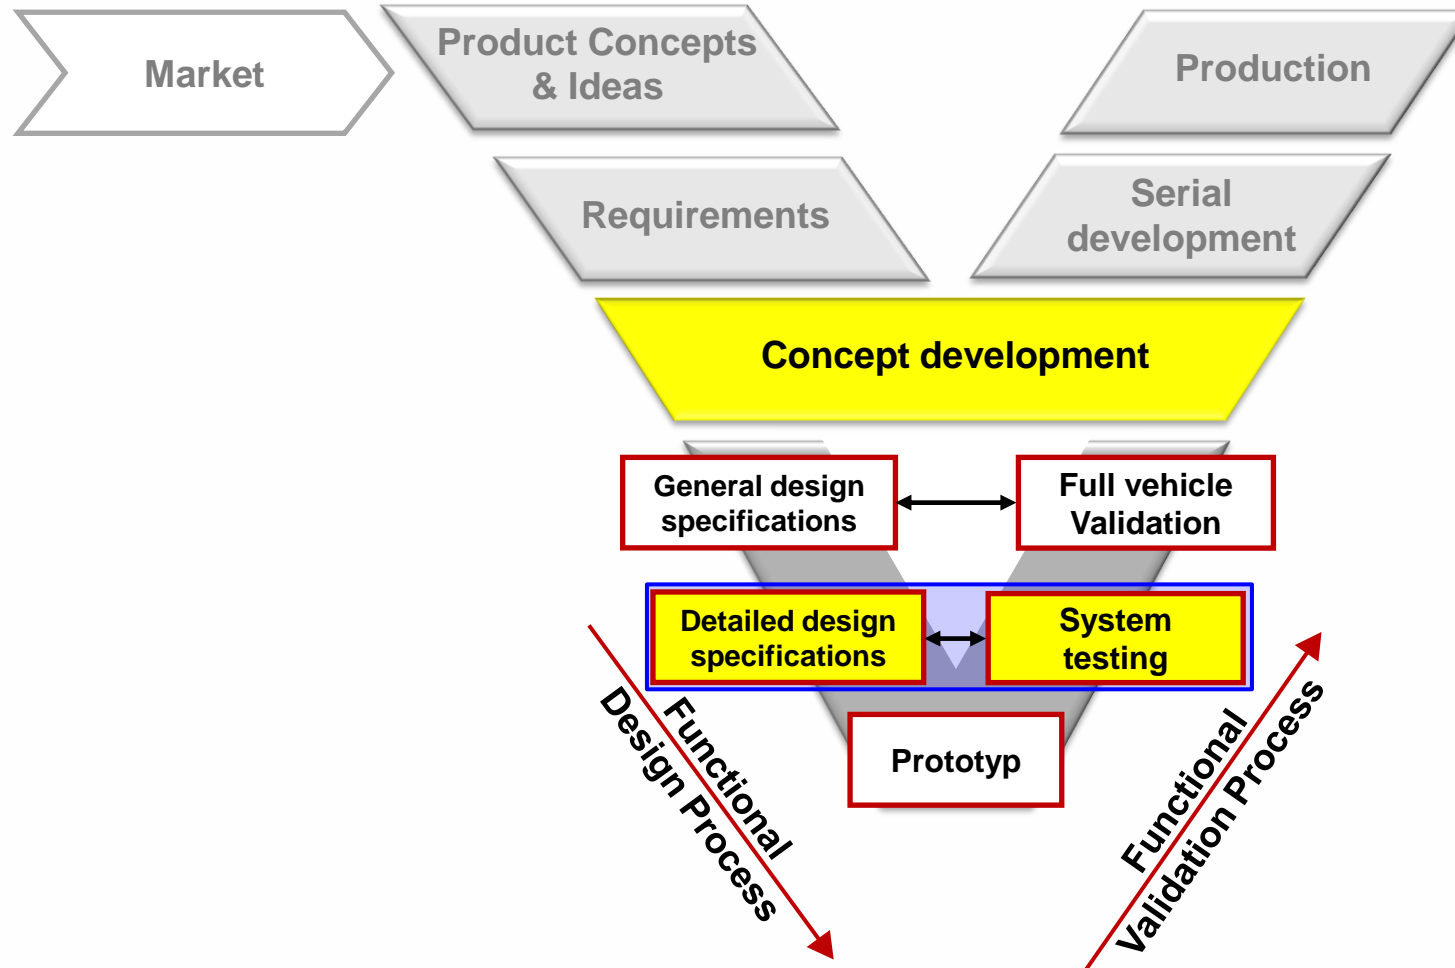 Market
Product Concepts
& Ideas
Production
Requirements
Serial
development
Concept development
General design
specifications
Full vehicle
Validation
Detailed design
specifications
System
testing
Prototyp
Functional
Design Process
Functional
Validation Process